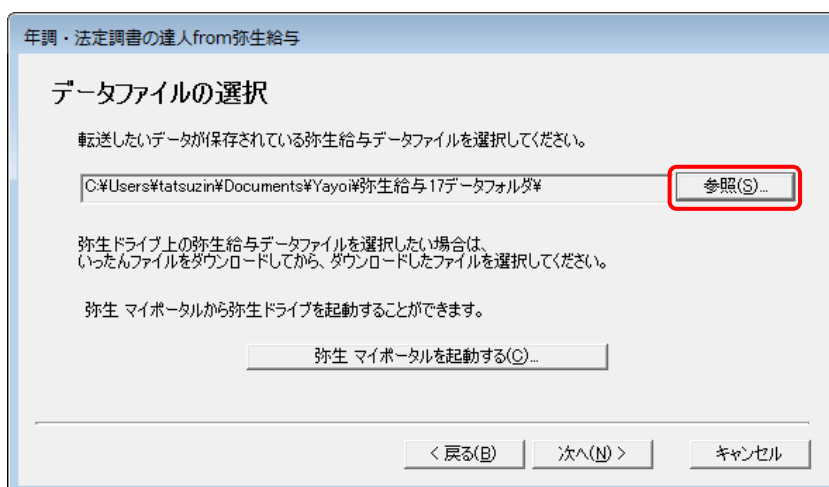 年調・法定調書の達人from弥生給与
データファイルの選択
転送したいデータが保存されている弥生給与データファイルを選択してください。
C:¥Users¥tatsuzin¥Documents¥Yayoi¥弥生給与17データフォルダ¥
参照(S)...
弥生ドライブ上の弥生給与データファイルを選択したい場合は、
いったんファイルをダウンロードしてから、ダウンロードしたファイルを選択してください。
弥生 マイポータルから弥生ドライブを起動することができます。
弥生 マイポータルを起動する(C)...
< 戻る(B)
次へ(N) >
キャンセル